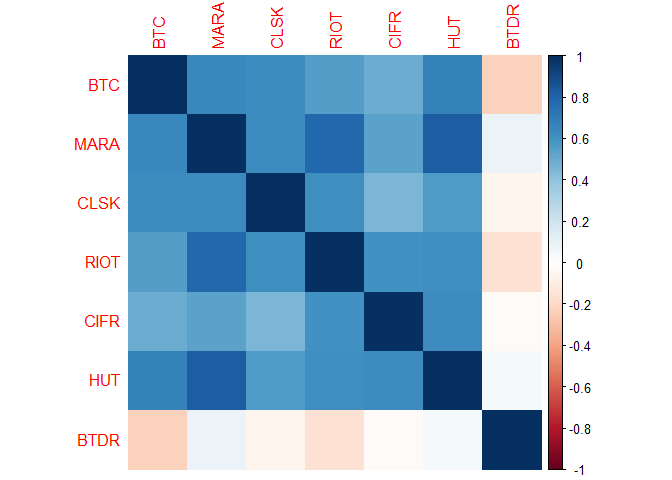 BTC MARA CLSK RIOT CIFR HUT BTDR
BTC
MARA
CLSK
RIOT
CIFR
HUT
BTDR
1
0.8
0.6
0.4
0.2
0
-0.2
-0.4
-0.6
-0.8
-1